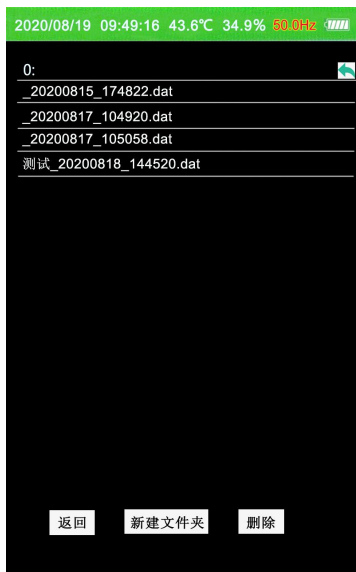 2020/08/19 09:49:16 43.6℃ 34.9% 50.0Hz
0:
_20200815_174822.dat
_20200817_104920.dat
_20200817_105058.dat
测试_20200818_144520.dat
返回 新建文件夹 删除